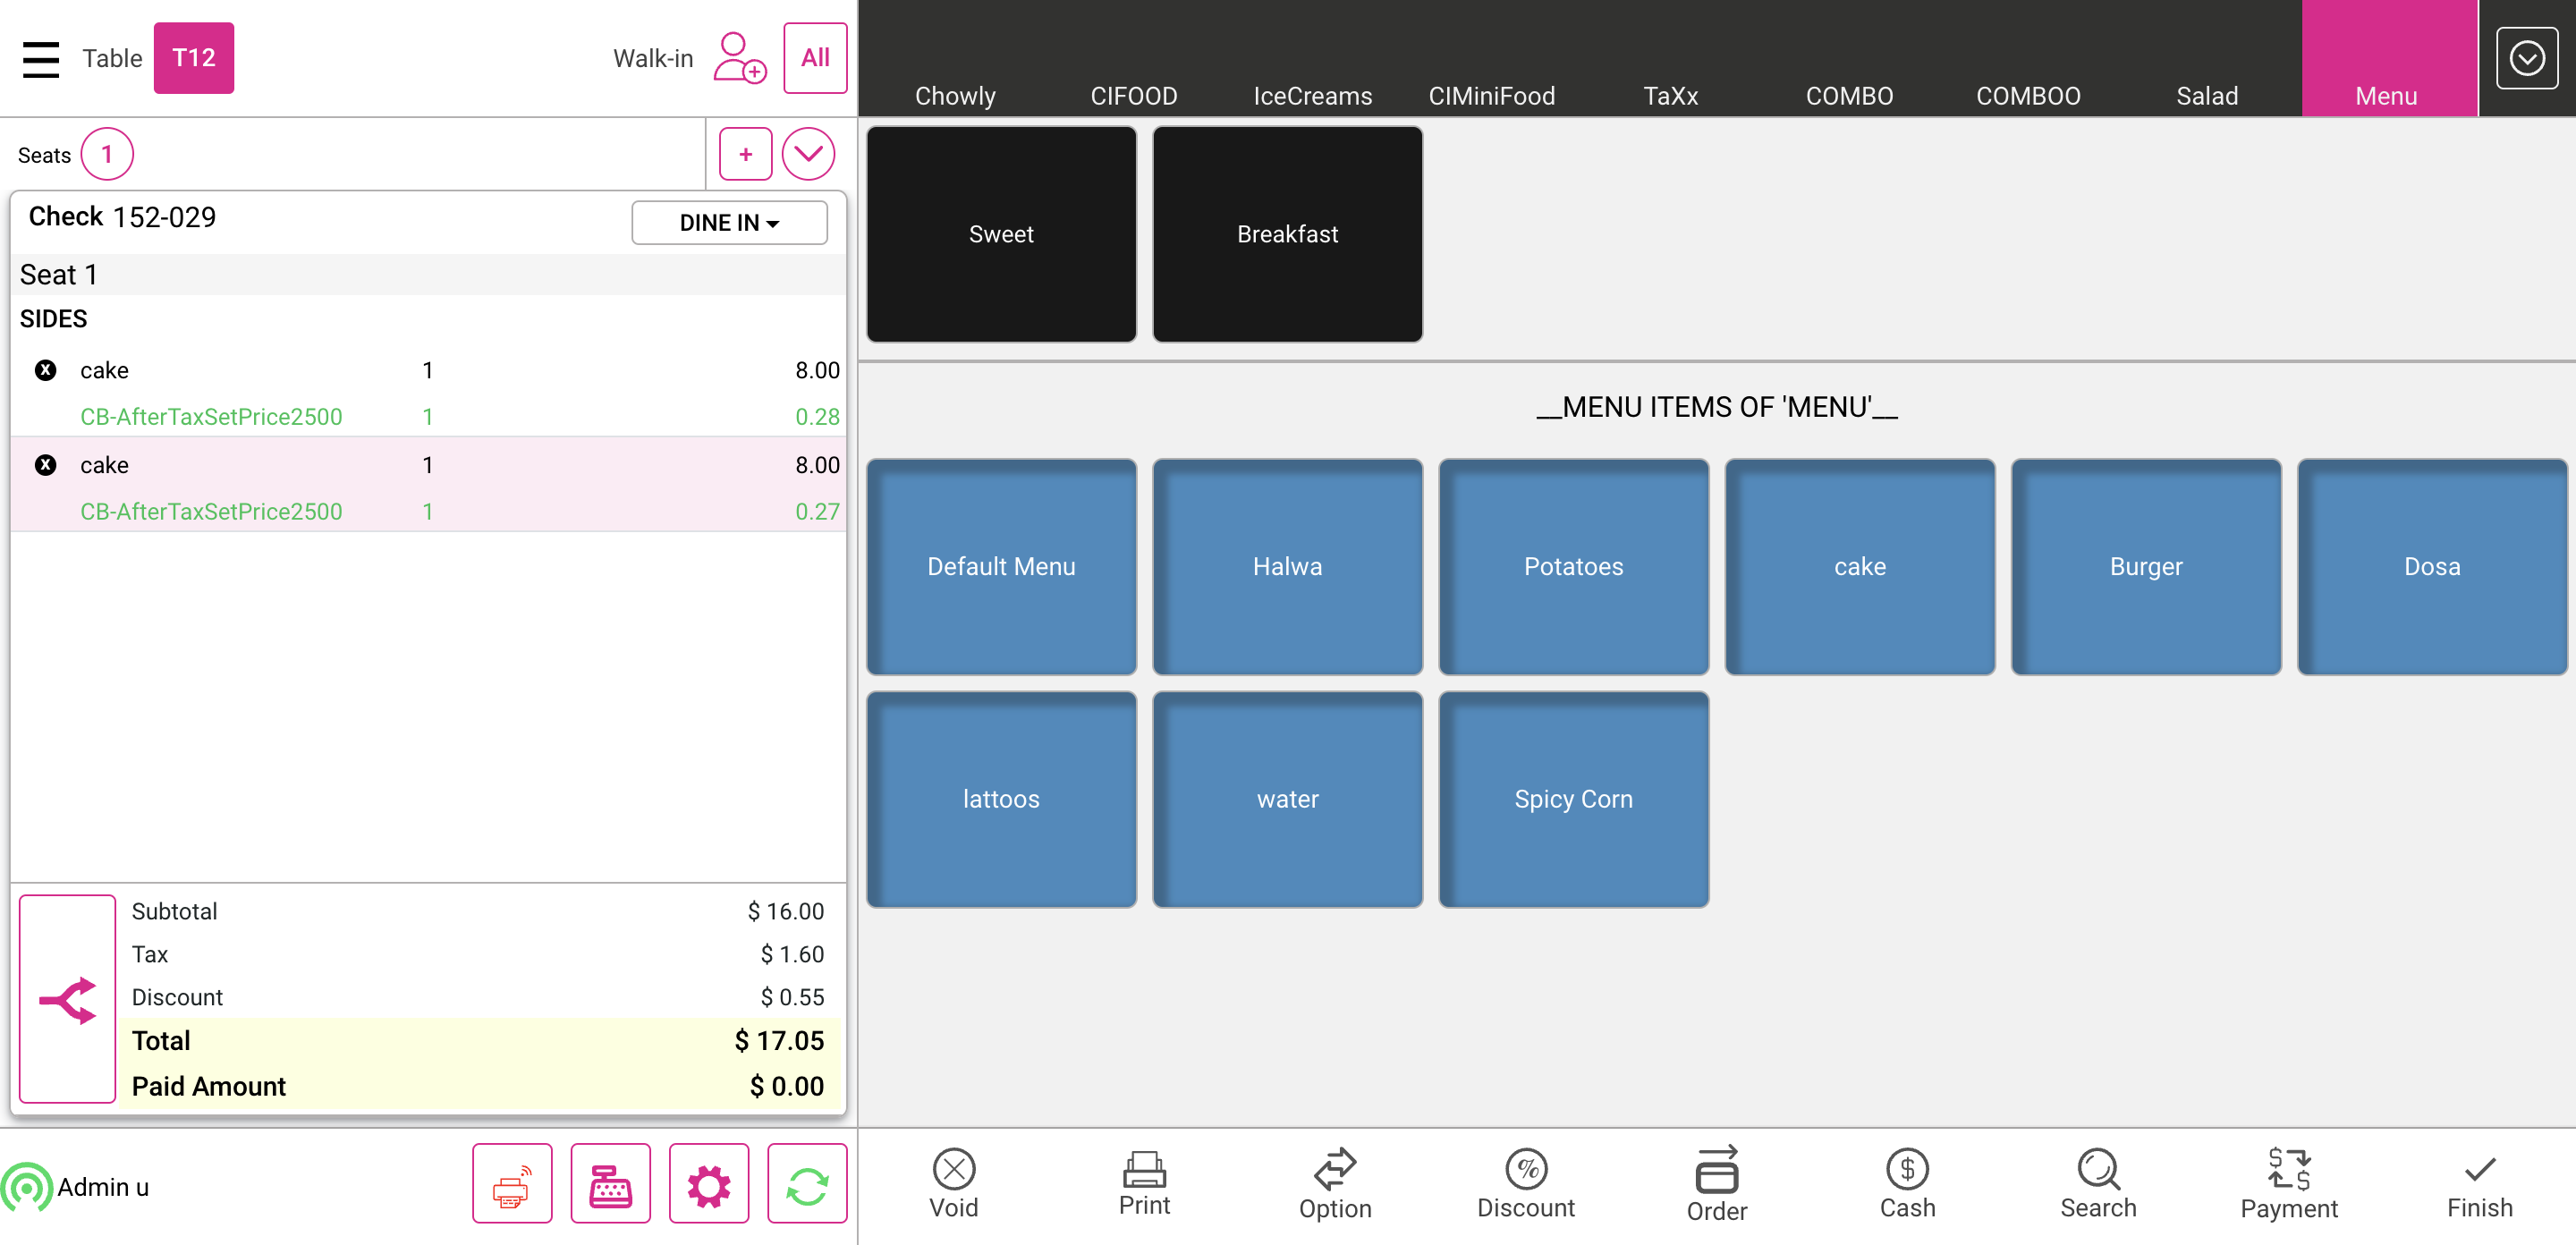 Table T12 Walk-in All
Chowly CIFOOD IceCreams CIMiniFood TaXx COMBO COMBOO Salad Menu
Seats 1 +
Check 152-029 DINE IN
Seat 1
SIDES
X cake 1 8.00
CB-AfterTaxSetPrice2500 1 0.28
X cake 1 8.00
CB-AfterTaxSetPrice2500 1 0.27
Subtotal $ 16.00
Tax $ 1.60
Discount $ 0.55
Total $ 17.05
Paid Amount $ 0.00
Admin u
Sweet Breakfast
__MENU ITEMS OF 'MENU'__
Default Menu Halwa Potatoes cake Burger Dosa
lattoos water Spicy Corn
Void Print Option Discount Order Cash Search Payment Finish